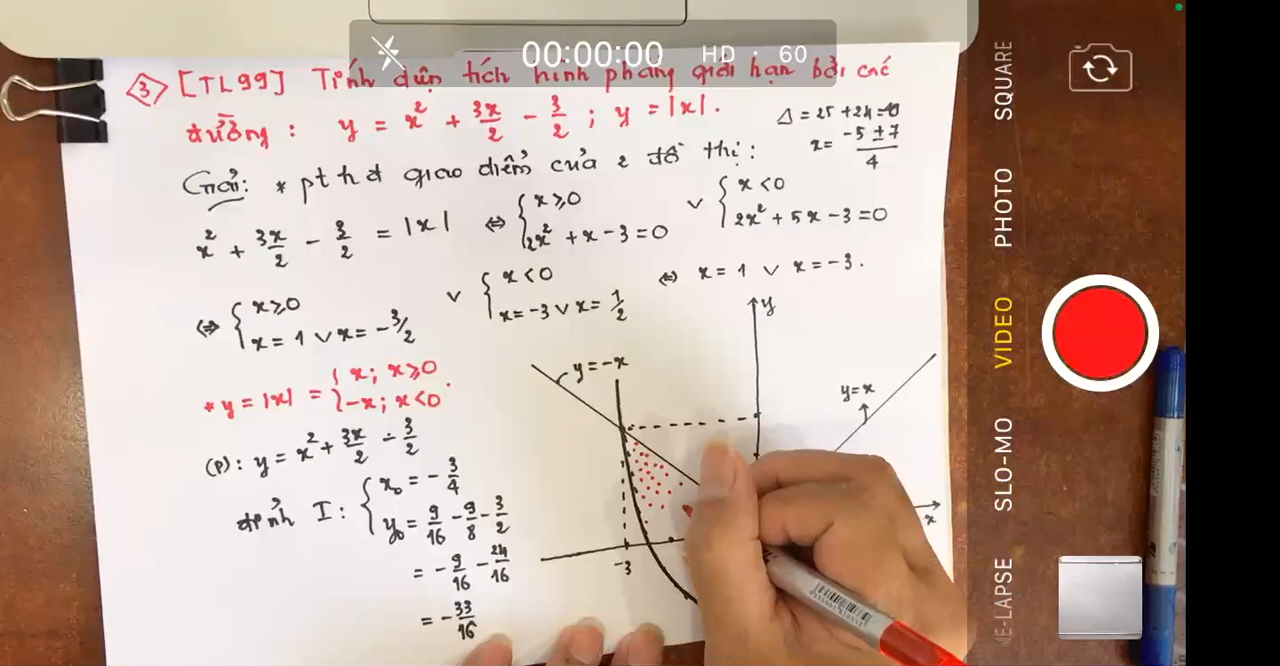 00:00:00 HD · 60
③ [TL99] Tính diện tích hình phẳng giới hạn bởi các
đường : y = x² + 3x/2 - 3/2 ; y = |x|.
Δ = 25 + 24 = 49
x = (-5 ± 7)/4
Giải: * pt hđ giao điểm của 2 đồ thị :
x² + 3x/2 - 3/2 = |x| ⇔ { x ≥ 0 ; 2x² + x - 3 = 0 ∨ { x < 0 ; 2x² + 5x - 3 = 0
⇔ { x ≥ 0 ; x = 1 ∨ x = -3/2 ∨ { x < 0 ; x = -3 ∨ x = 1/2 ⇔ x = 1 ∨ x = -3.
* y = |x| = { x ; x ≥ 0 { -x ; x < 0 .
(P): y = x² + 3x/2 - 3/2
đỉnh I: { x₀ = -3/4
y₀ = 9/16 - 9/8 - 3/2
= -9/16 - 24/16
= -33/16
y = -x
y
y = x
x
-3
SQUARE
PHOTO
VIDEO
SLO-MO
ME-LAPSE